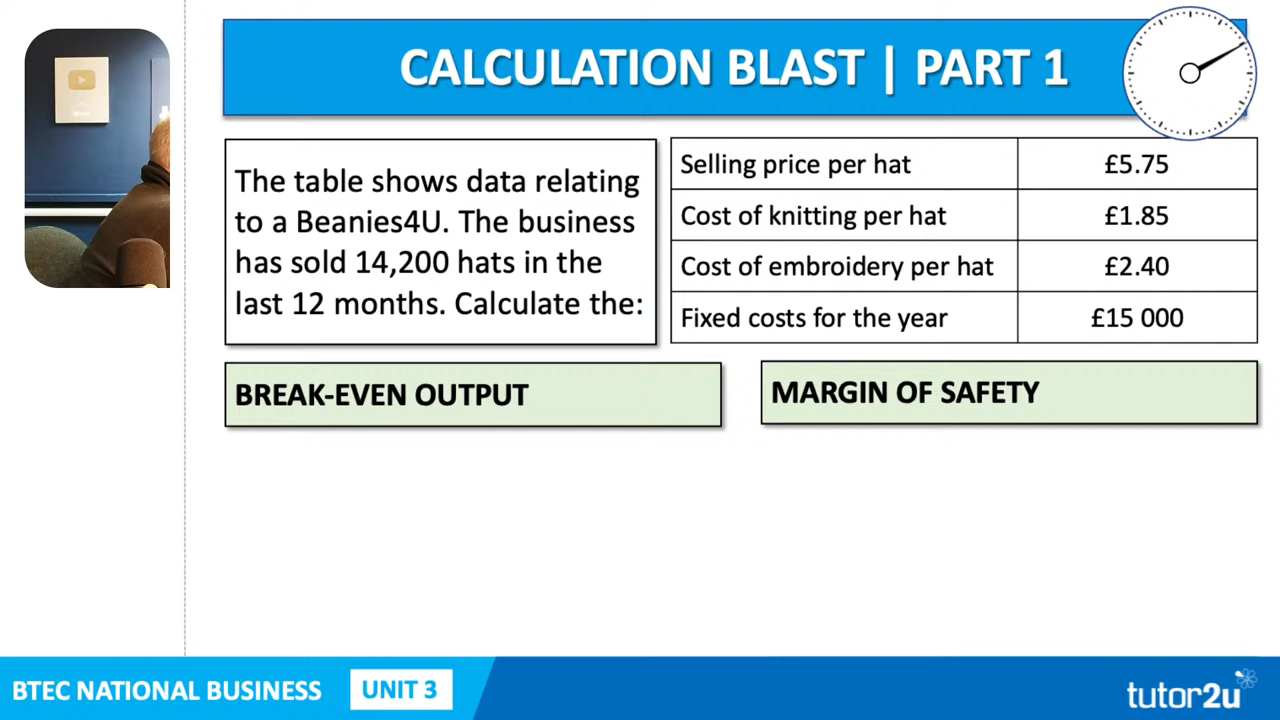 CALCULATION BLAST | PART 1
The table shows data relating
to a Beanies4U. The business
has sold 14,200 hats in the
last 12 months. Calculate the:
Selling price per hat £5.75
Cost of knitting per hat £1.85
Cost of embroidery per hat £2.40
Fixed costs for the year £15 000
BREAK-EVEN OUTPUT
MARGIN OF SAFETY
BTEC NATIONAL BUSINESS UNIT 3
tutor2u